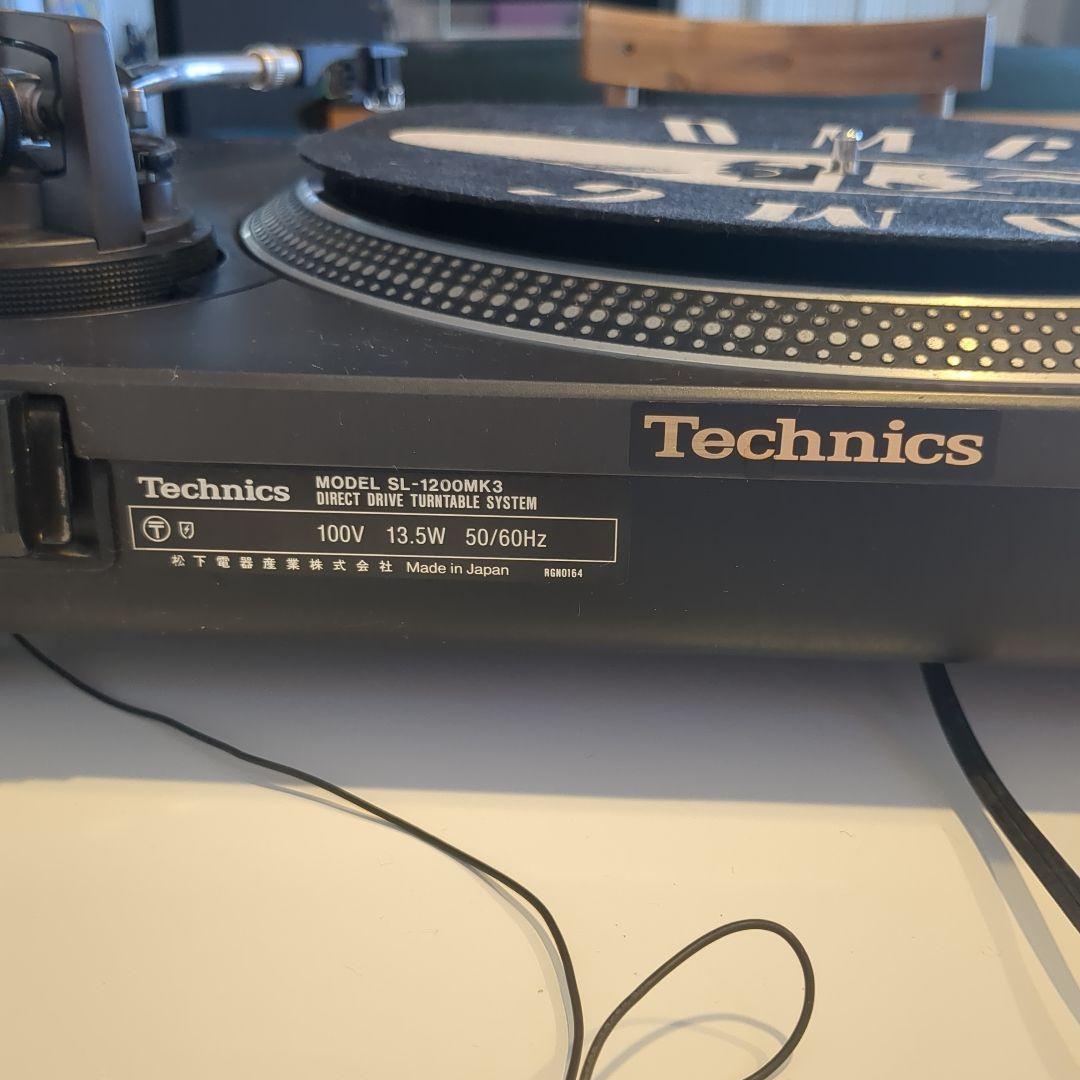 DMC
Technics
Technics
MODEL SL-1200MK3
DIRECT DRIVE TURNTABLE SYSTEM
100V 13.5W 50/60Hz
松下電器産業株式会社 Made in Japan RGN0164